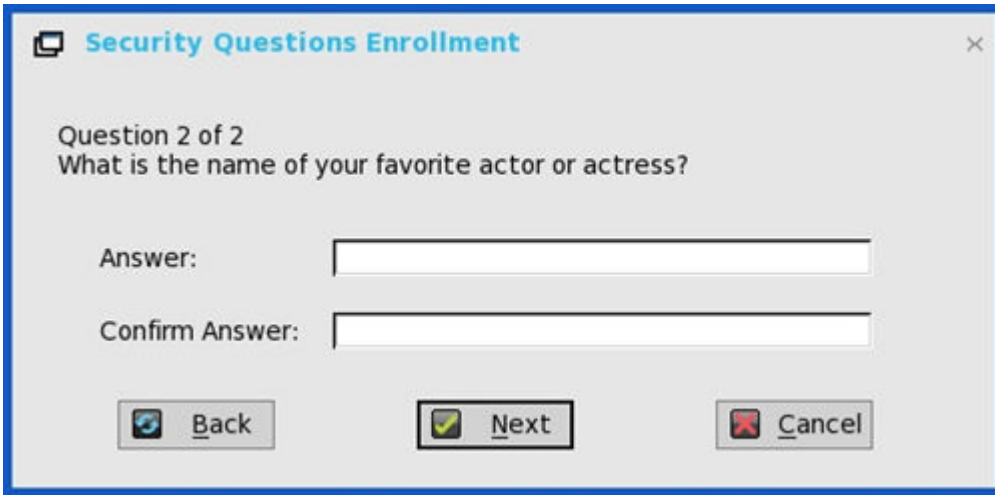 Security Questions Enrollment
Question 2 of 2
What is the name of your favorite actor or actress?
Answer:
Confirm Answer:
Back Next Cancel